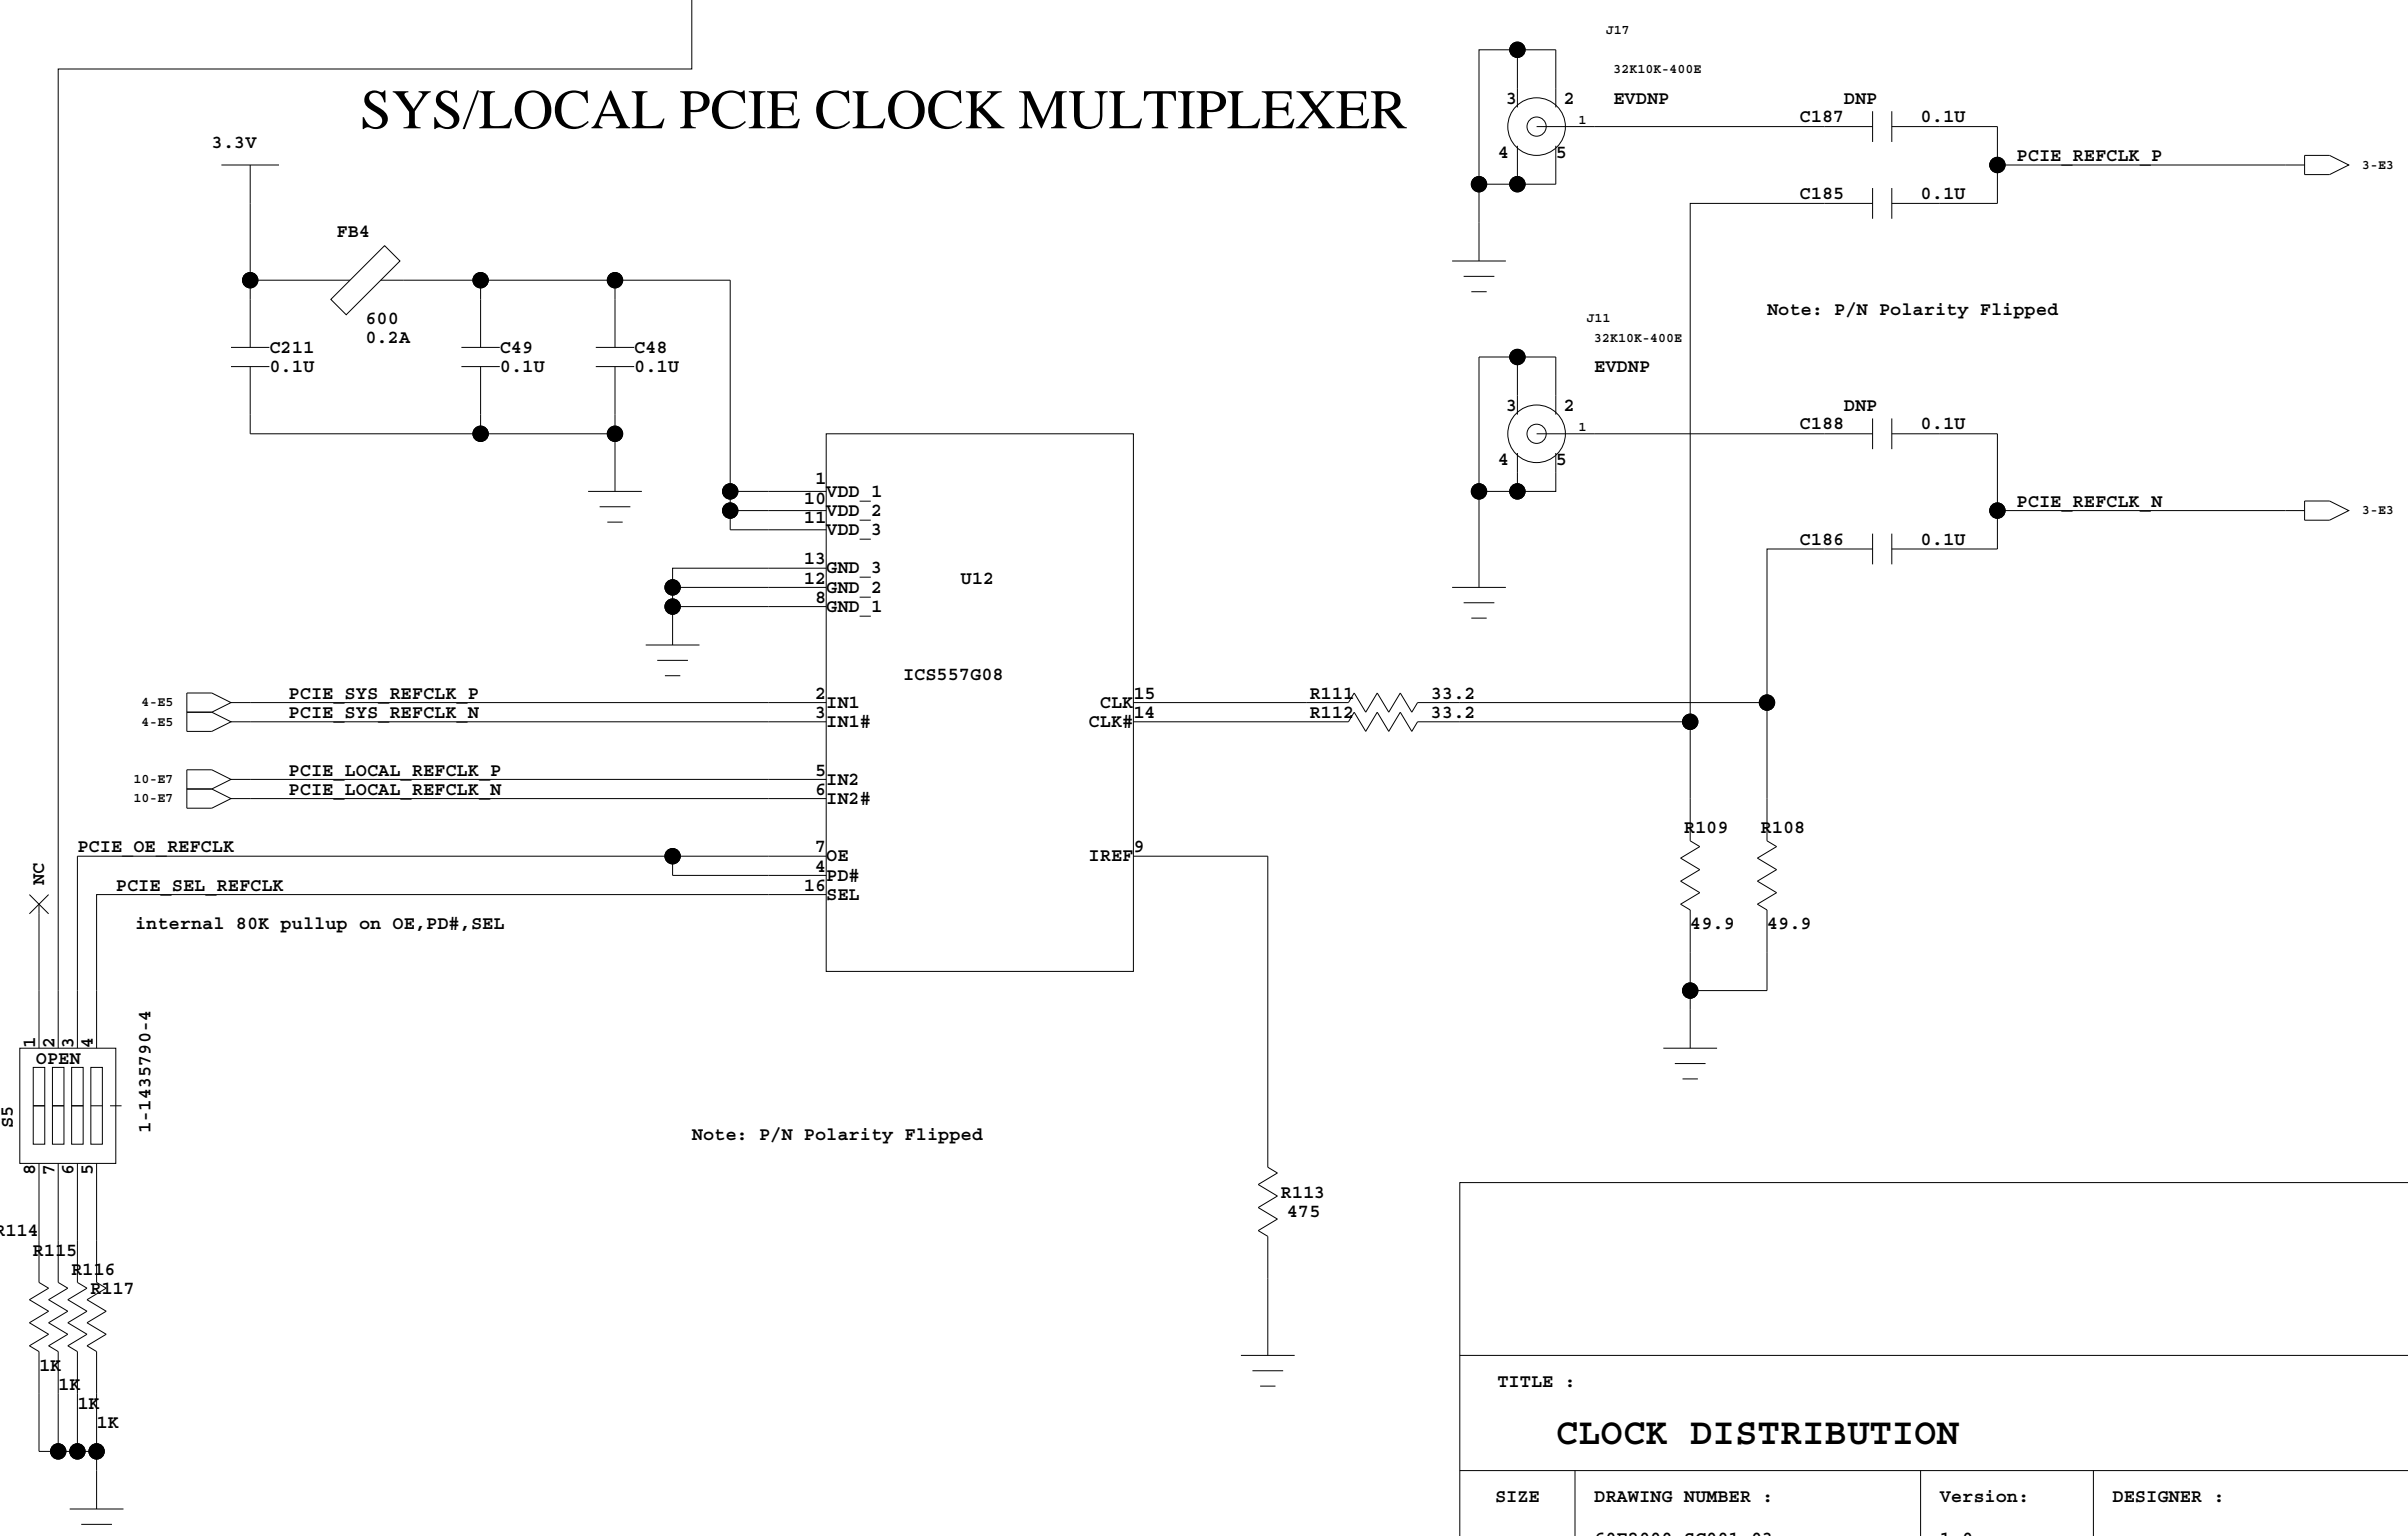 SYS/LOCAL PCIE CLOCK MULTIPLEXER
J17
32K10K-400E
EVDNP
3
2
1
4
5
DNP
C187
0.1U
C185
0.1U
PCIE_REFCLK_P
3-E3
Note: P/N Polarity Flipped
J11
32K10K-400E
EVDNP
3
2
1
4
5
DNP
C188
0.1U
C186
0.1U
PCIE_REFCLK_N
3-E3
3.3V
FB4
600
0.2A
C211
0.1U
C49
0.1U
C48
0.1U
1
VDD_1
10
VDD_2
11
VDD_3
13
GND_3
12
GND_2
8
GND_1
U12
ICS557G08
4-E5
PCIE_SYS_REFCLK_P
2
IN1
4-E5
PCIE_SYS_REFCLK_N
3
IN1#
10-E7
PCIE_LOCAL_REFCLK_P
5
IN2
10-E7
PCIE_LOCAL_REFCLK_N
6
IN2#
PCIE_OE_REFCLK
7
OE
4
PD#
PCIE_SEL_REFCLK
16
SEL
internal 80K pullup on OE,PD#,SEL
CLK
15
R111
33.2
CLK#
14
R112
33.2
IREF
9
R109
R108
49.9
49.9
NC
1
2
3
4
OPEN
S5
1-1435790-4
8
7
6
5
Note: P/N Polarity Flipped
R113
475
R114
R115
R116
R117
1K
1K
1K
1K
TITLE :
CLOCK DISTRIBUTION
SIZE
DRAWING NUMBER :
Version:
DESIGNER :